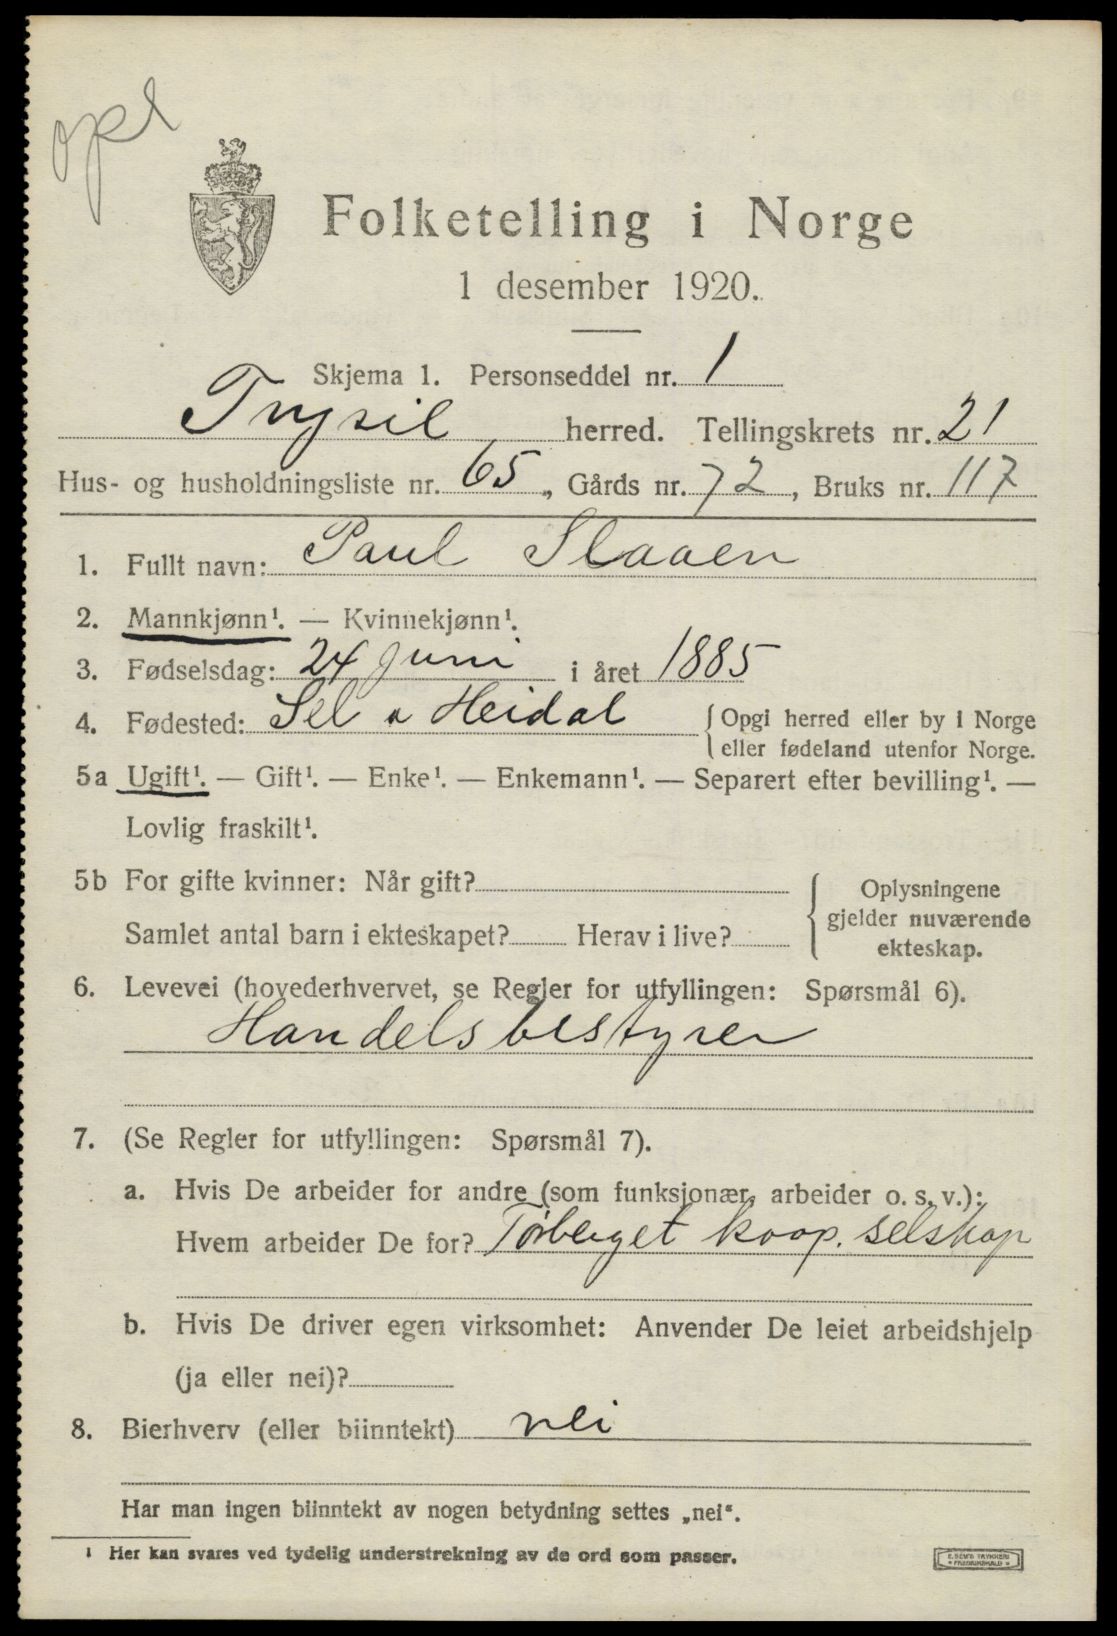 opl
Folketelling i Norge
1 desember 1920.
Skjema 1. Personseddel nr. 1
Trysil herred. Tellingskrets nr. 21
Hus- og husholdningsliste nr. 65, Gårds nr. 72, Bruks nr. 117
1. Fullt navn: Paul Slaaen
2. Mannkjønn¹. — Kvinnekjønn¹.
3. Fødselsdag: 24 juni i året 1885
4. Fødested: Sel a Heidal {Opgi herred eller by i Norge
eller fødeland utenfor Norge.
5a Ugift¹. — Gift¹. — Enke¹. — Enkemann¹. — Separert efter bevilling¹. —
Lovlig fraskilt¹.
5b For gifte kvinner: Når gift?
Samlet antal barn i ekteskapet? Herav i live?
Oplysningene
gjelder nuværende
ekteskap.
6. Levevei (hovederhvervet, se Regler for utfyllingen: Spørsmål 6).
Handelsbestyrer
7. (Se Regler for utfyllingen: Spørsmål 7).
a. Hvis De arbeider for andre (som funksjonær, arbeider o. s. v.):
Hvem arbeider De for? Tørberget koop. selskap
b. Hvis De driver egen virksomhet: Anvender De leiet arbeidshjelp
(ja eller nei)?
8. Bierhverv (eller biinntekt) nei
Har man ingen biinntekt av nogen betydning settes „nei“.
¹ Her kan svares ved tydelig understrekning av de ord som passer.
E. SEM'S TRYKKERI
FREDRIKSHALD